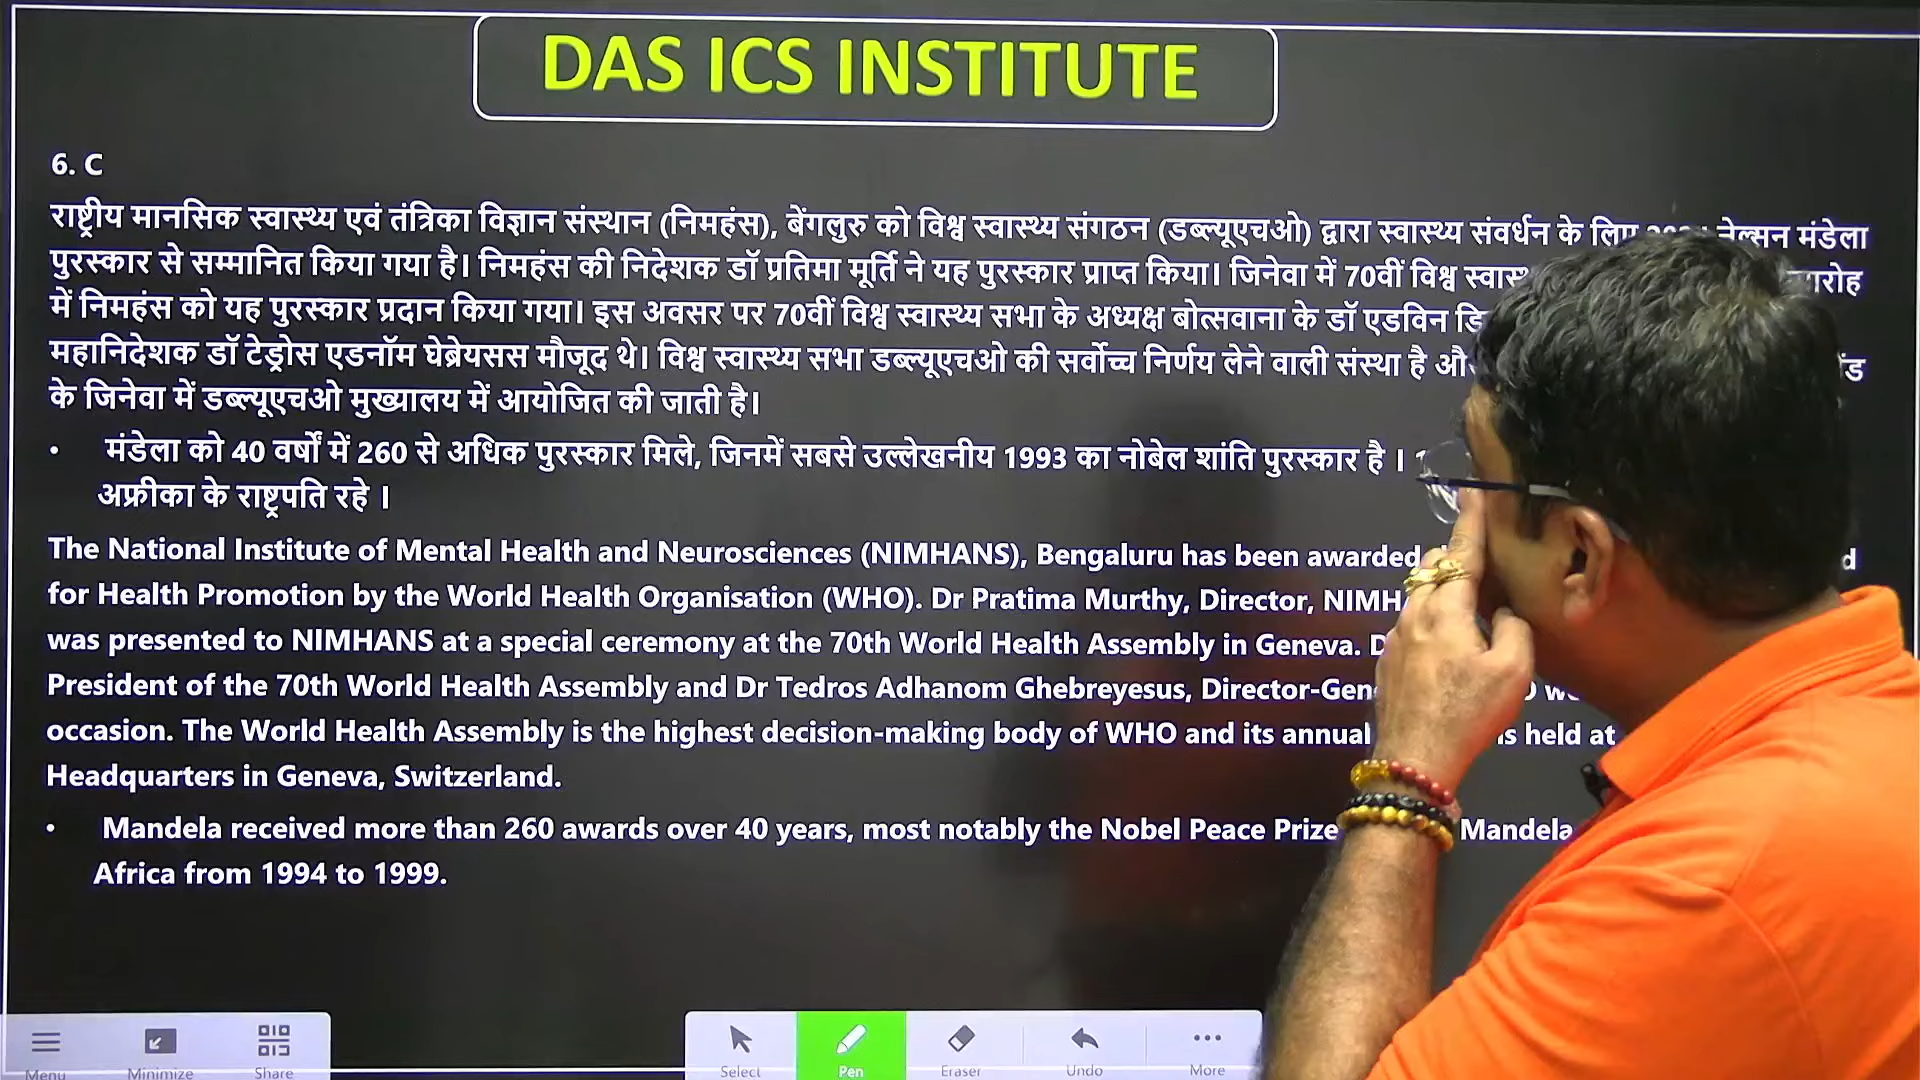 DAS ICS INSTITUTE
6. C
राष्ट्रीय मानसिक स्वास्थ्य एवं तंत्रिका विज्ञान संस्थान (निमहंस), बेंगलुरु को विश्व स्वास्थ्य संगठन (डब्ल्यूएचओ) द्वारा स्वास्थ्य संवर्धन के लिए नेल्सन मंडेला
पुरस्कार से सम्मानित किया गया है। निमहंस की निदेशक डॉ प्रतिमा मूर्ति ने यह पुरस्कार प्राप्त किया। जिनेवा में 70वीं विश्व
में निमहंस को यह पुरस्कार प्रदान किया गया। इस अवसर पर 70वीं विश्व स्वास्थ्य सभा के अध्यक्ष बोत्सवाना के डॉ एडविन
महानिदेशक डॉ टेड्रोस एडनॉम घेब्रेयसस मौजूद थे। विश्व स्वास्थ्य सभा डब्ल्यूएचओ की सर्वोच्च निर्णय लेने वाली संस्था है
के जिनेवा में डब्ल्यूएचओ मुख्यालय में आयोजित की जाती है।
• मंडेला को 40 वर्षों में 260 से अधिक पुरस्कार मिले, जिनमें सबसे उल्लेखनीय 1993 का नोबेल शांति पुरस्कार है ।
अफ्रीका के राष्ट्रपति रहे ।
The National Institute of Mental Health and Neurosciences (NIMHANS), Bengaluru has been awarded
for Health Promotion by the World Health Organisation (WHO). Dr Pratima Murthy, Director,
was presented to NIMHANS at a special ceremony at the 70th World Health Assembly in Geneva.
President of the 70th World Health Assembly and Dr Tedros Adhanom Ghebreyesus,
occasion. The World Health Assembly is the highest decision-making body of WHO and its annual is held at
Headquarters in Geneva, Switzerland.
• Mandela received more than 260 awards over 40 years, most notably the Nobel Peace Prize Mandela
Africa from 1994 to 1999.
Menu Minimize Share Select Pen Eraser Undo More